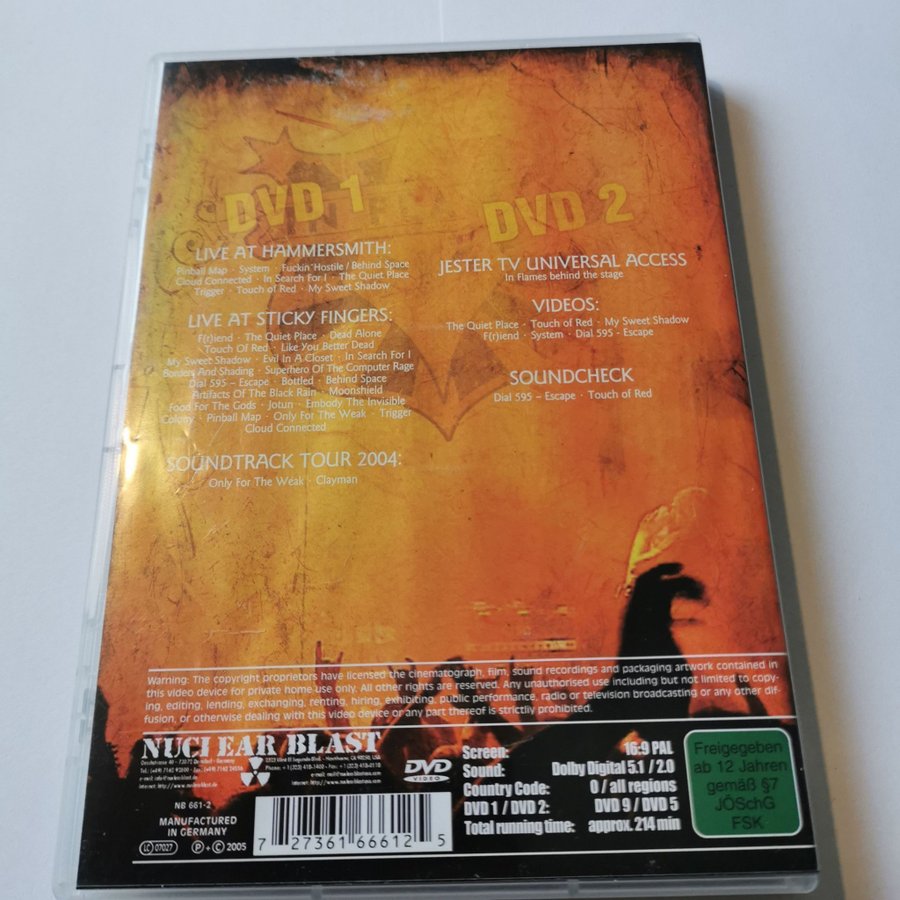 DVD 1
LIVE AT HAMMERSMITH:
Pinball Map · System · Fuckin' Hostile / Behind Space
Cloud Connected · In Search For I · The Quiet Place
Trigger · Touch of Red · My Sweet Shadow
LIVE AT STICKY FINGERS:
F(r)iend · The Quiet Place · Dead Alone
Touch Of Red · Like You Better Dead
My Sweet Shadow · Evil In A Closet · In Search For I
Borders And Shading · Superhero Of The Computer Rage
Dial 595 – Escape · Bottled · Behind Space
Artifacts Of The Black Rain · Moonshield
Food For The Gods · Jotun · Embody The Invisible
Colony · Pinball Map · Only For The Weak · Trigger
Cloud Connected
SOUNDTRACK TOUR 2004:
Only For The Weak · Clayman
DVD 2
JESTER TV UNIVERSAL ACCESS
In Flames behind the stage
VIDEOS:
The Quiet Place · Touch of Red · My Sweet Shadow
F(r)iend · System · Dial 595 - Escape
SOUNDCHECK
Dial 595 – Escape · Touch of Red
Warning: The copyright proprietors have licensed the cinematograph, film, sound recordings and packaging artwork contained in
this video device for private home use only. All other rights are reserved. Any unauthorised use including but not limited to copy-
ing, editing, lending, exchanging, renting, hiring, exhibiting, public performance, radio or television broadcasting or any other dif-
fusion, or otherwise dealing with this video device or any part thereof is strictliy prohibited.
NUCLEAR BLAST
NB 661-2
MANUFACTURED
IN GERMANY
LC 07027
P + C 2005
7 27361 66612 5
DVD
VIDEO
Screen: 16:9 PAL
Sound: Dolby Digital 5.1 / 2.0
Country Code: 0 / all regions
DVD 1 / DVD 2: DVD 9 / DVD 5
Total running time: approx. 214 min
Freigegeben
ab 12 Jahren
gemäß §7
JÖSchG
FSK